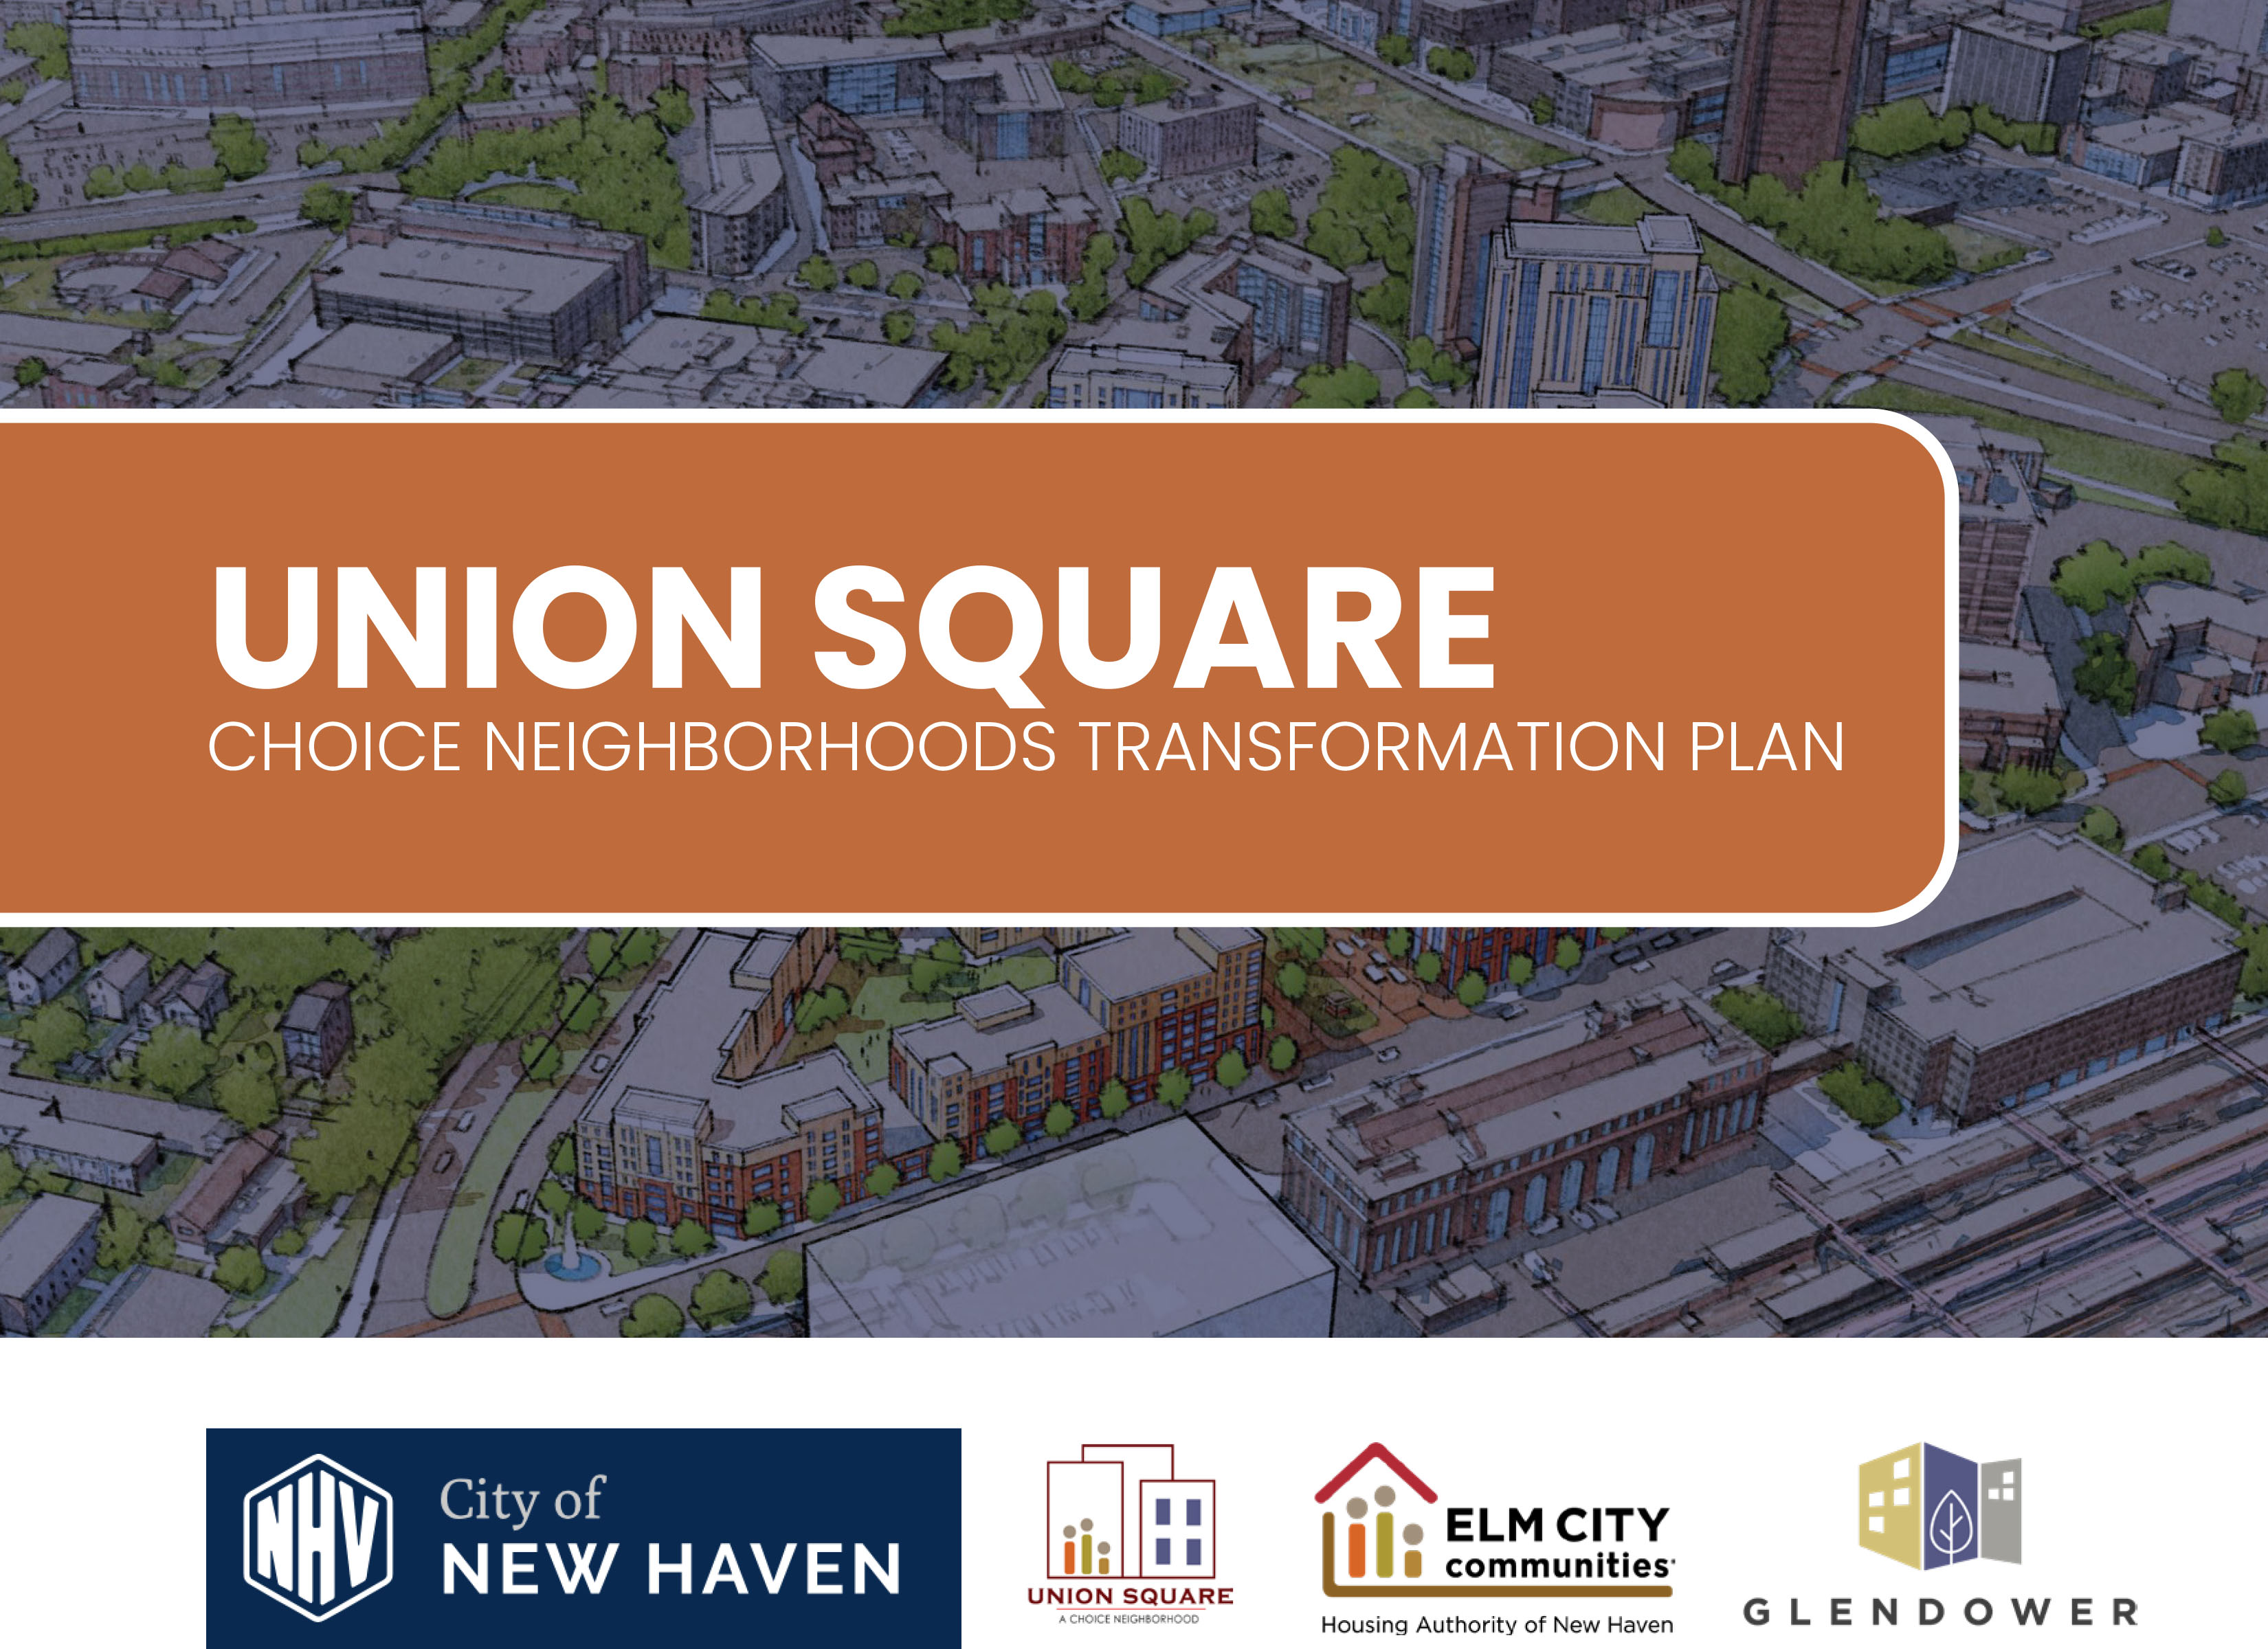 UNION SQUARE
CHOICE NEIGHBORHOODS TRANSFORMATION PLAN
NHV
City of
NEW HAVEN
UNION SQUARE
A CHOICE NEIGHBORHOOD
ELM CITY
communities
Housing Authority of New Haven
GLENDOWER